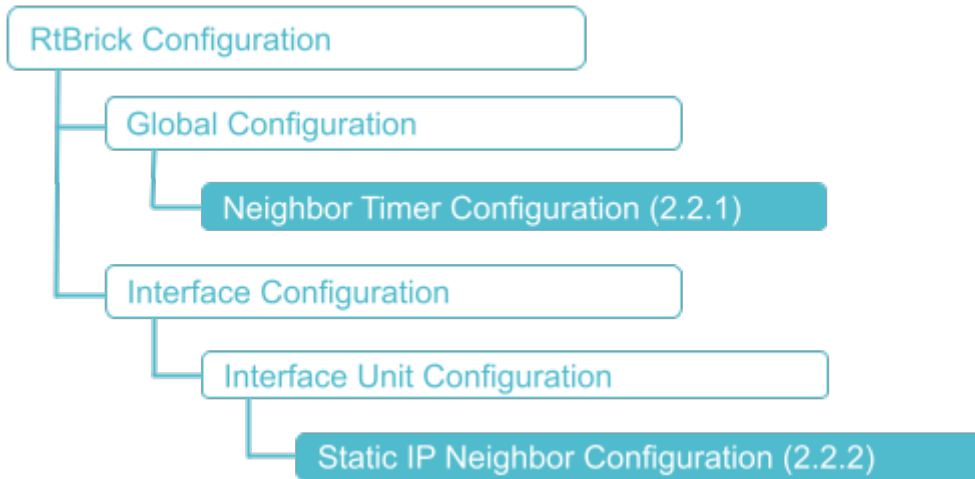 RtBrick Configuration
Global Configuration
Neighbor Timer Configuration (2.2.1)
Interface Configuration
Interface Unit Configuration
Static IP Neighbor Configuration (2.2.2)